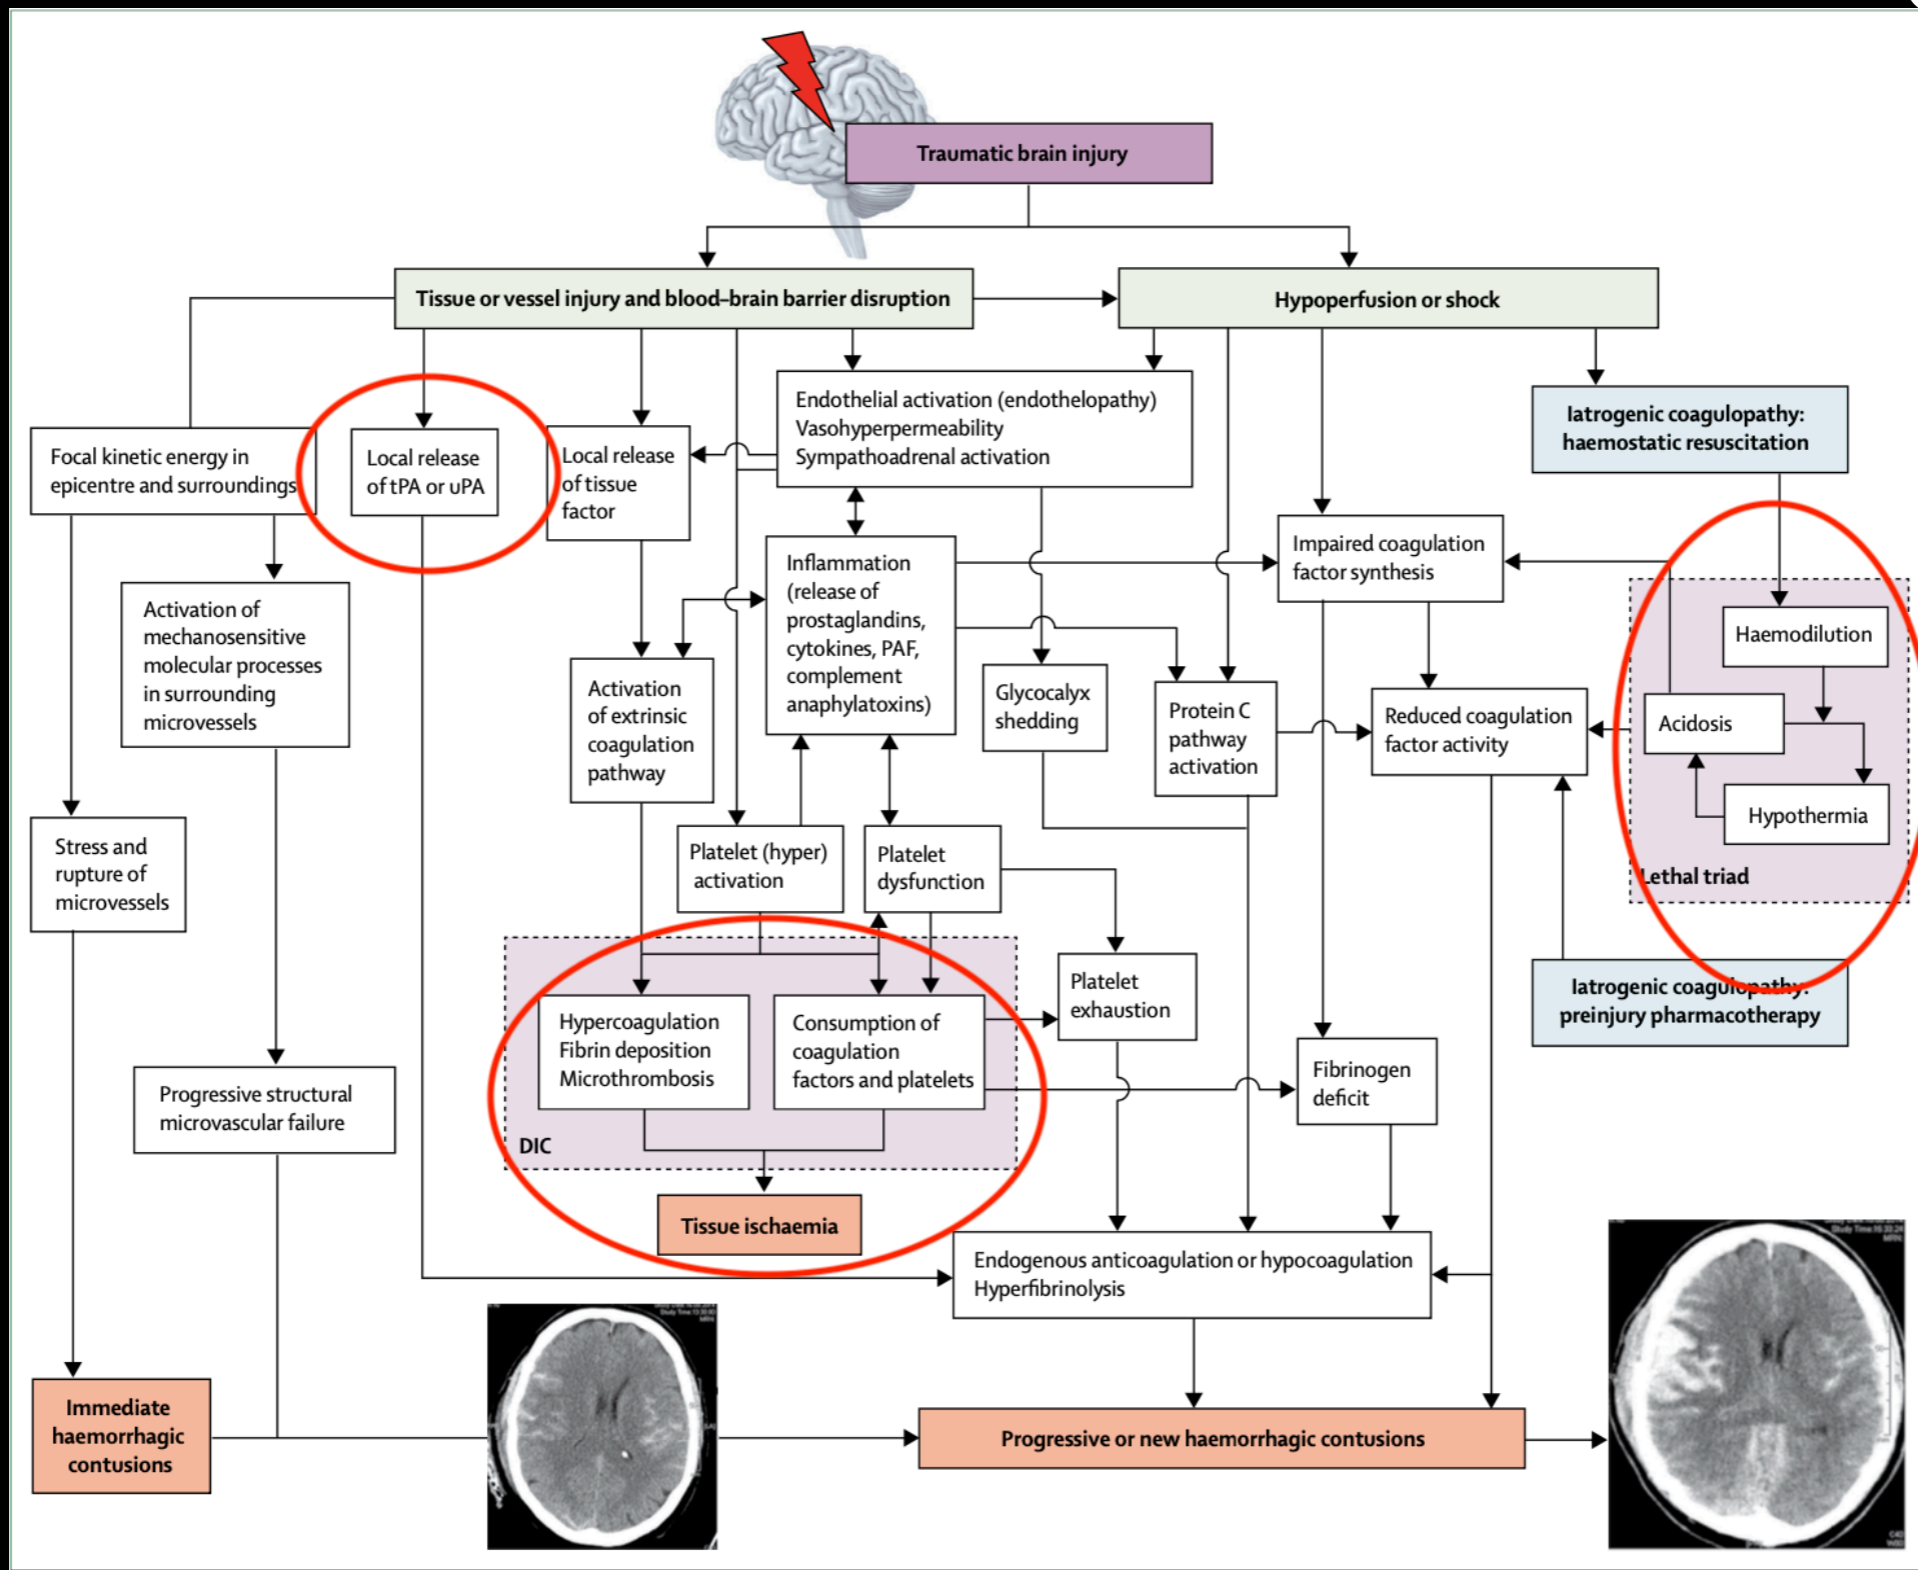 Traumatic brain injury
Tissue or vessel injury and blood–brain barrier disruption
Hypoperfusion or shock
Focal kinetic energy in
epicentre and surroundings
Local release
of tPA or uPA
Local release
of tissue
factor
Endothelial activation (endothelopathy)
Vasohyperpermeability
Sympathoadrenal activation
Iatrogenic coagulopathy:
haemostatic resuscitation
Activation of
mechanosensitive
molecular processes
in surrounding
microvessels
Inflammation
(release of
prostaglandins,
cytokines, PAF,
complement
anaphylatoxins)
Impaired coagulation
factor synthesis
Haemodilution
Activation
of extrinsic
coagulation
pathway
Glycocalyx
shedding
Protein C
pathway
activation
Reduced coagulation
factor activity
Acidosis
Hypothermia
Lethal triad
Stress and
rupture of
microvessels
Platelet (hyper)
activation
Platelet
dysfunction
Platelet
exhaustion
Iatrogenic coagulopathy:
preinjury pharmacotherapy
Hypercoagulation
Fibrin deposition
Microthrombosis
Consumption of
coagulation
factors and platelets
DIC
Fibrinogen
deficit
Progressive structural
microvascular failure
Tissue ischaemia
Endogenous anticoagulation or hypocoagulation
Hyperfibrinolysis
Immediate
haemorrhagic
contusions
Progressive or new haemorrhagic contusions